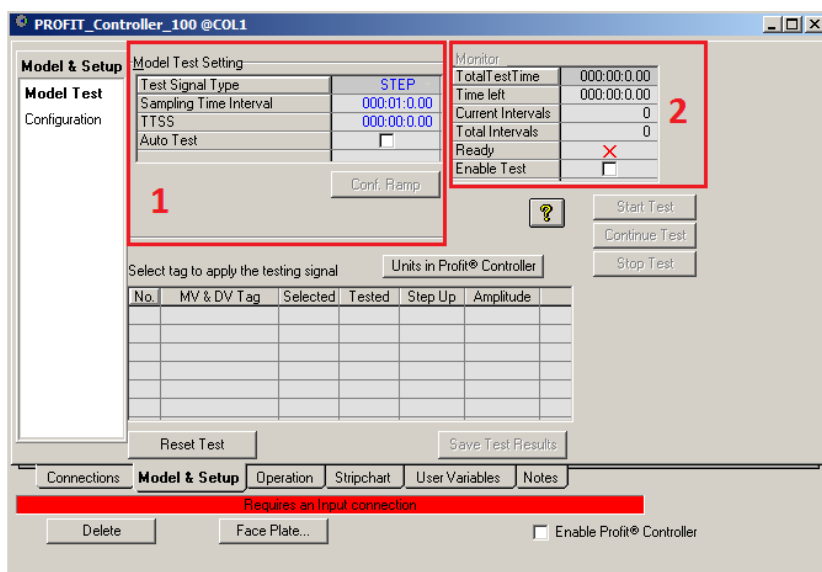 PROFIT_Controller_100 @COL1
Model & Setup
Model Test
Configuration
Model Test Setting
Test Signal Type STEP
Sampling Time Interval 000:01:0.00
TTSS 000:00:0.00
Auto Test
Conf. Ramp
1
Monitor
TotalTestTime 000:00:0.00
Time left 000:00:0.00
Current Intervals 0
Total Intervals 0
Ready
Enable Test
2
?
Start Test
Continue Test
Stop Test
Select tag to apply the testing signal
Units in Profit® Controller
No. MV & DV Tag Selected Tested Step Up Amplitude
Reset Test
Save Test Results
Connections Model & Setup Operation Stripchart User Variables Notes
Requires an Input connection
Delete
Face Plate...
Enable Profit® Controller